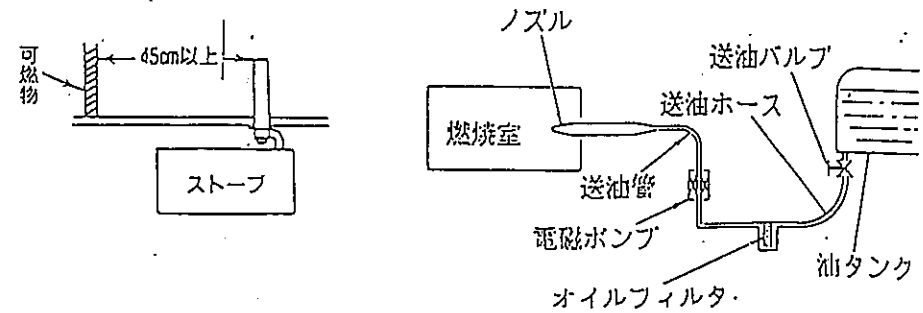 可燃物
45cm以上
ストーブ
ノズル
燃焼室
送油管
電磁ポンプ
オイルフィルタ
送油バルブ
送油ホース
油タンク